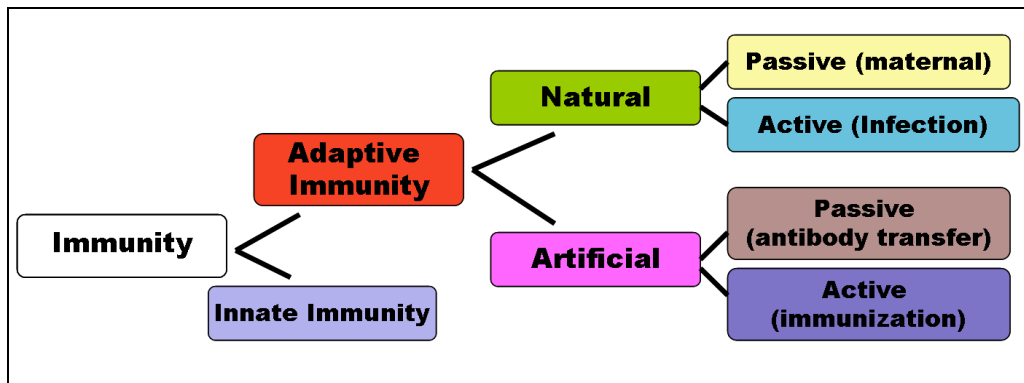 Immunity
Adaptive
Immunity
Innate Immunity
Natural
Artificial
Passive (maternal)
Active (Infection)
Passive
(antibody transfer)
Active
(immunization)